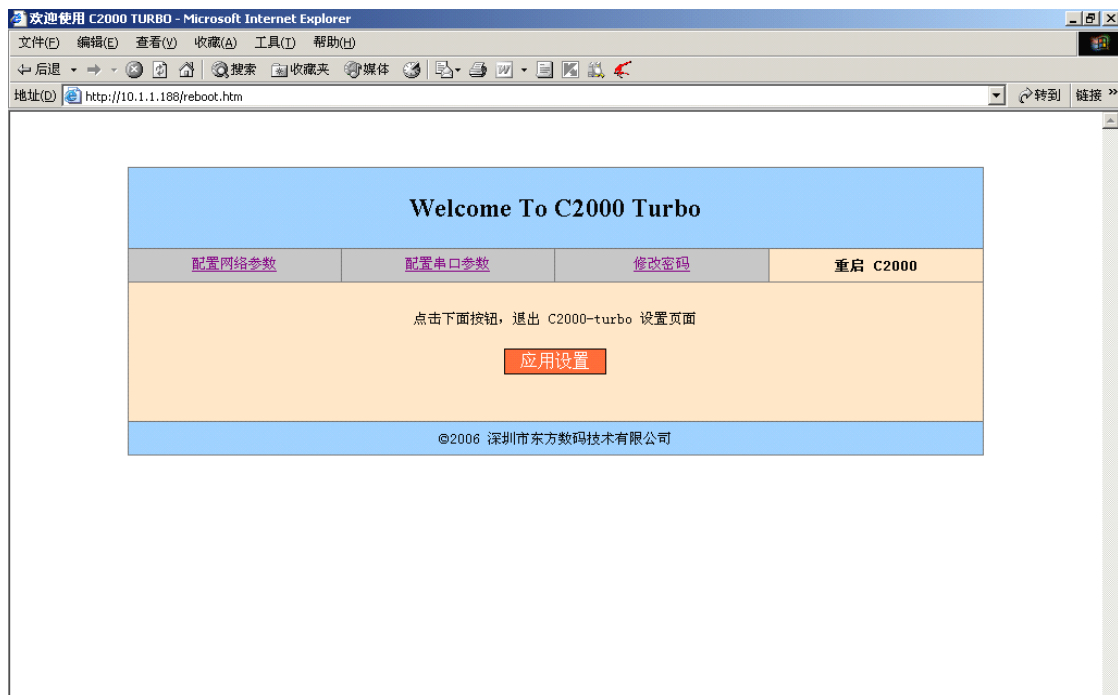 欢迎使用 C2000 TURBO - Microsoft Internet Explorer
文件(F) 编辑(E) 查看(V) 收藏(A) 工具(T) 帮助(H)
后退 搜索 收藏夹 媒体
地址(D) http://10.1.1.188/reboot.htm 转到 链接 »
Welcome To C2000 Turbo
配置网络参数 配置串口参数 修改密码 重启 C2000
点击下面按钮，退出 C2000-turbo 设置页面
应用设置
©2006 深圳市东方数码技术有限公司